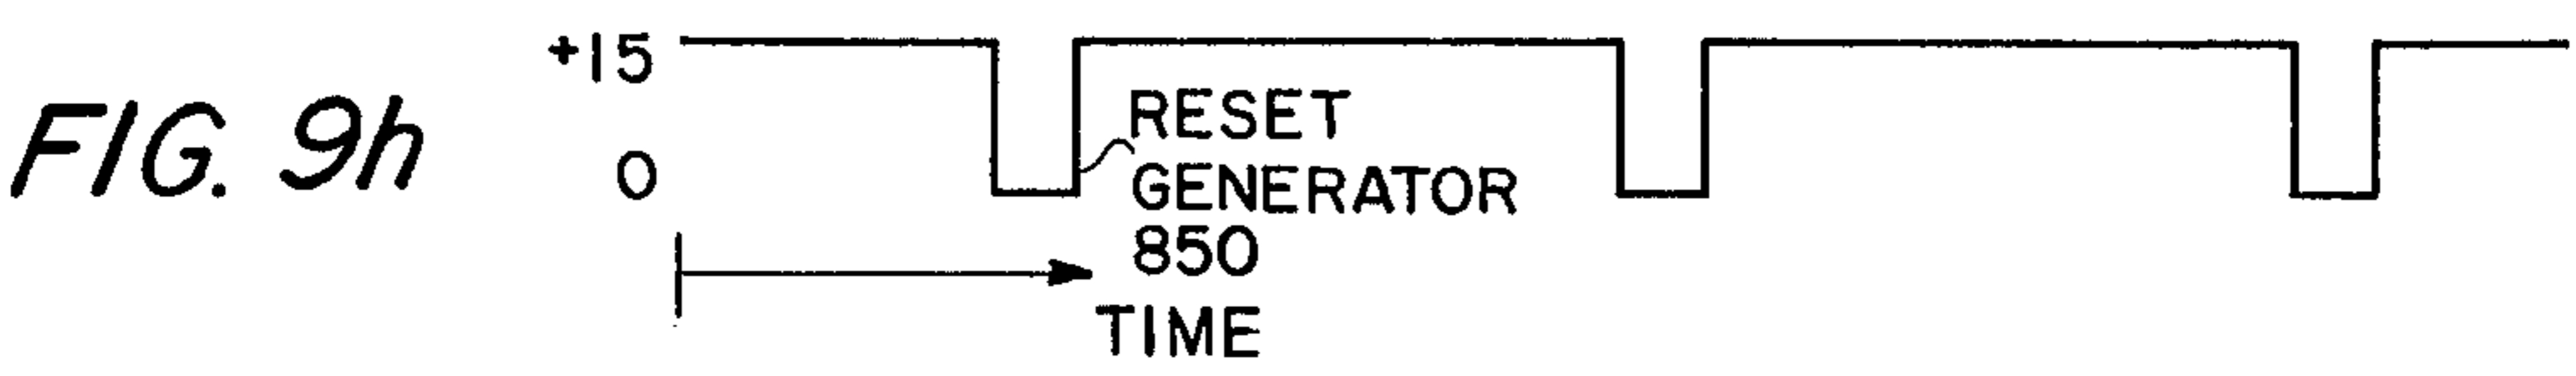 FIG. 9h
+15
0
RESET
GENERATOR
850
TIME